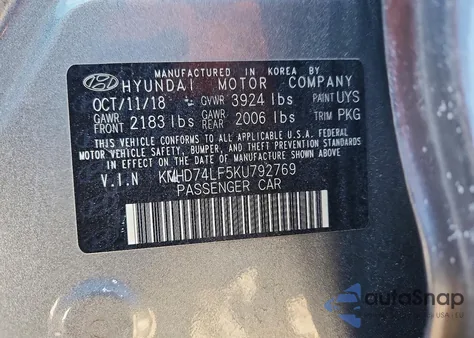 MANUFACTURED IN KOREA BY
HYUNDAI MOTOR COMPANY
OCT/11/18 GVWR 3924 lbs PAINT UYS
GAWR FRONT 2183 lbs GAWR REAR 2006 lbs TRIM PKG
THIS VEHICLE CONFORMS TO ALL APPLICABLE U.S.A FEDERAL
MOTOR VEHICLE SAFETY, BUMPER, AND THEFT PREVENTION STANDARDS
IN EFFECT ON THE DATE OF MANUFACTURE SHOWN ABOVE.
V.I.N KMHD74LF5KU792769
PASSENGER CAR
autoSnap